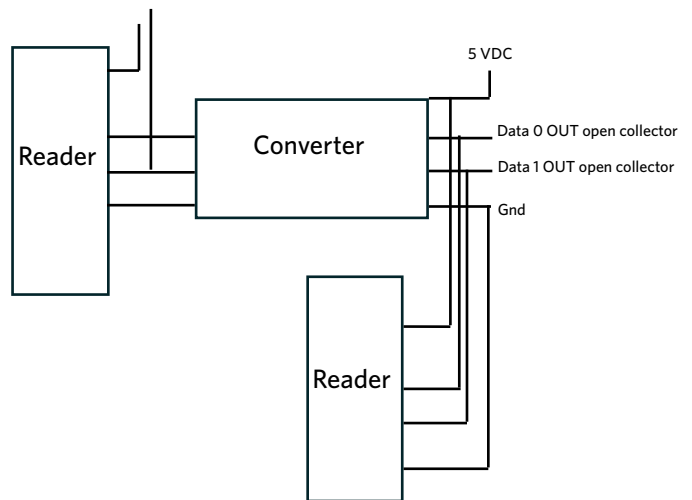 5 VDC
Reader
Converter
Data 0 OUT open collector
Data 1 OUT open collector
Gnd
Reader